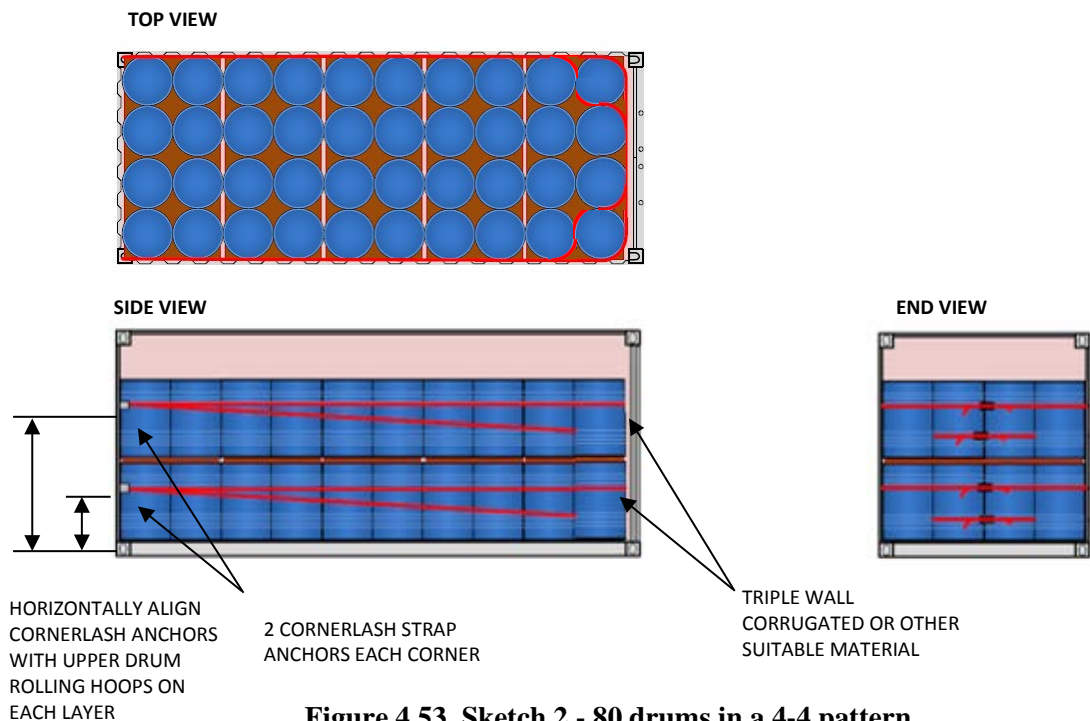 TOP VIEW
SIDE VIEW
END VIEW
HORIZONTALLY ALIGN
CORNERLASH ANCHORS
WITH UPPER DRUM
ROLLING HOOPS ON
EACH LAYER
2 CORNERLASH STRAP
ANCHORS EACH CORNER
TRIPLE WALL
CORRUGATED OR OTHER
SUITABLE MATERIAL
Figure 4.53 Sketch 2 - 80 drums in a 4-4 pattern